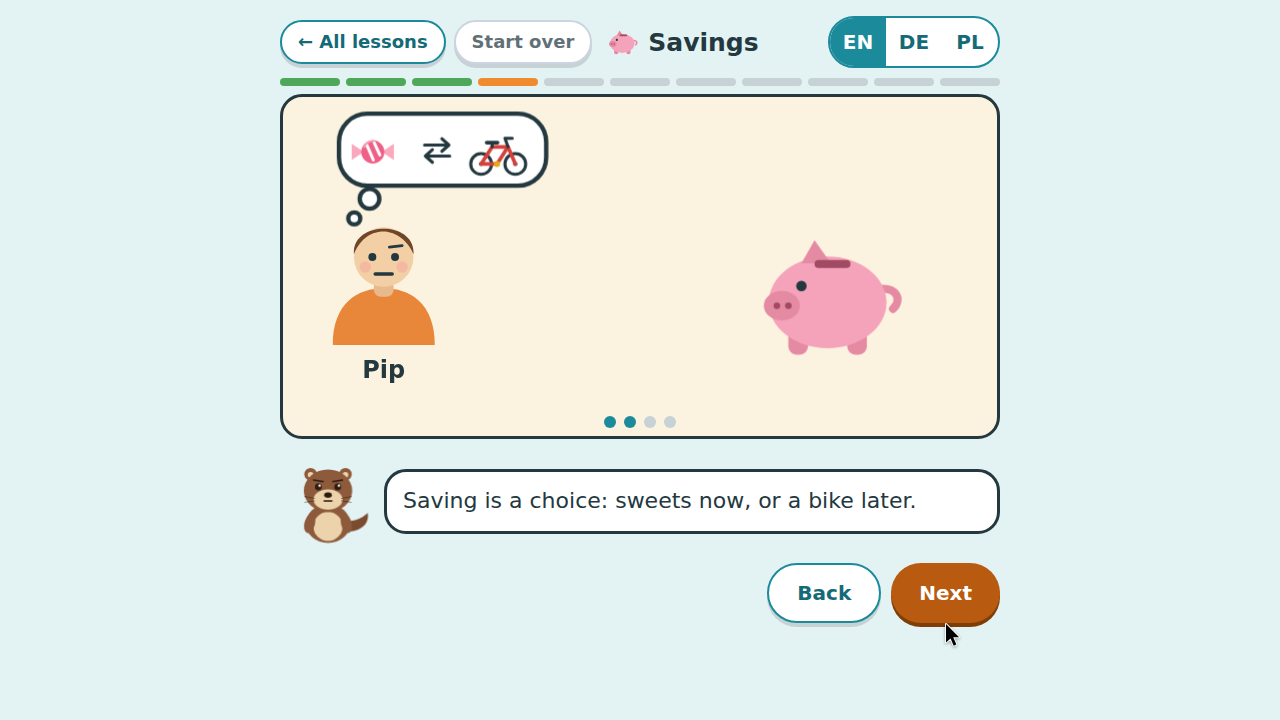 ← All lessons
Start over
Savings
EN DE PL
Pip
Saving is a choice: sweets now, or a bike later.
Back
Next